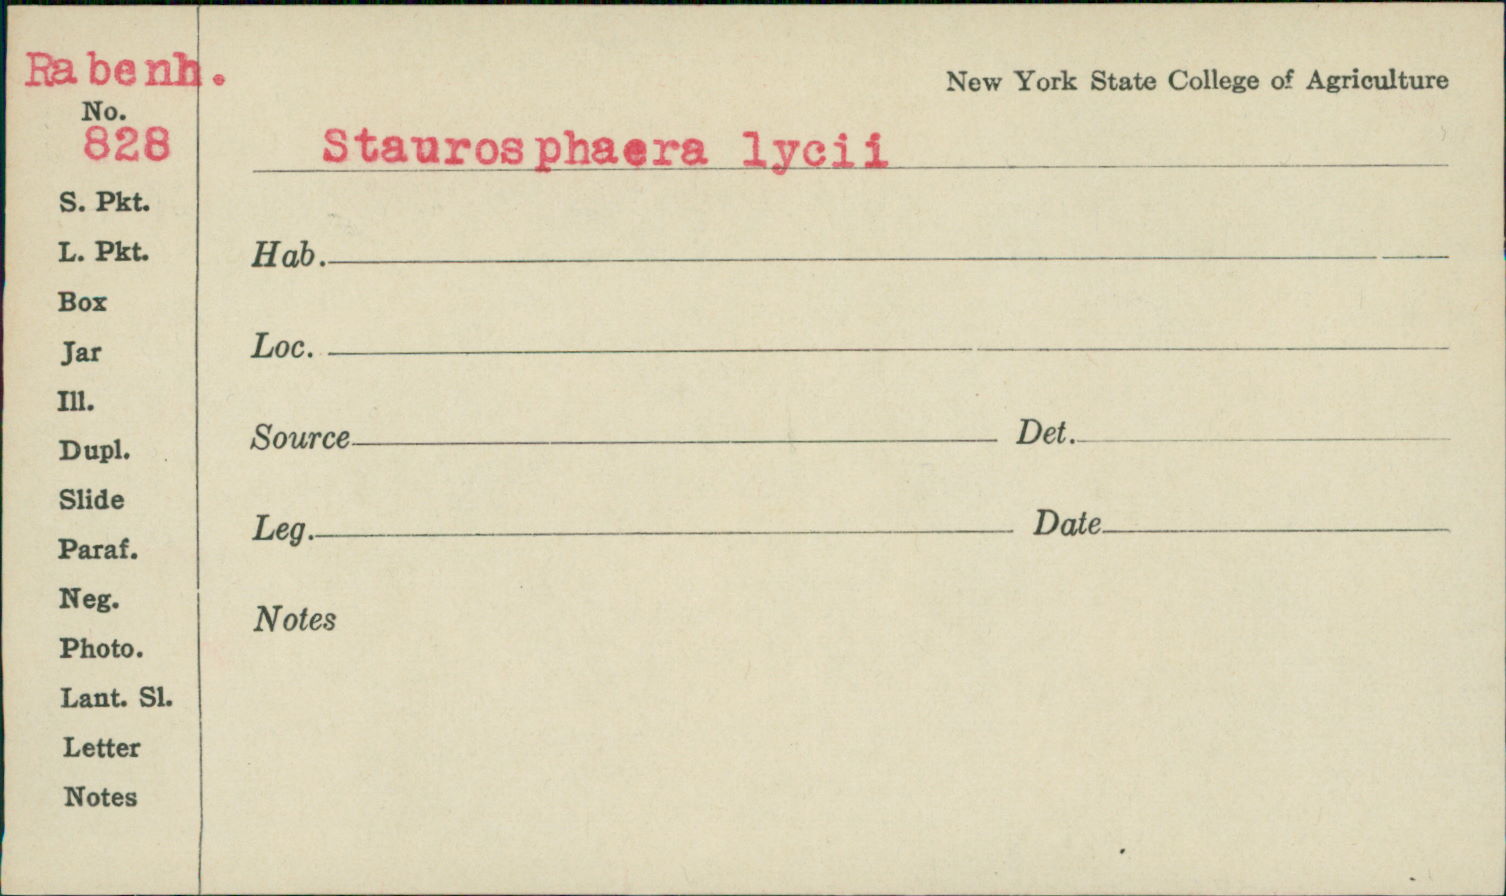 Rabenh.
New York State College of Agriculture
No.
828
Staurosphaera lycii
S. Pkt.
L. Pkt.
Hab.
Box
Loc.
Jar
Ill.
Source Det.
Dupl.
Slide
Leg. Date
Paraf.
Neg.
Notes
Photo.
Lant. Sl.
Letter
Notes